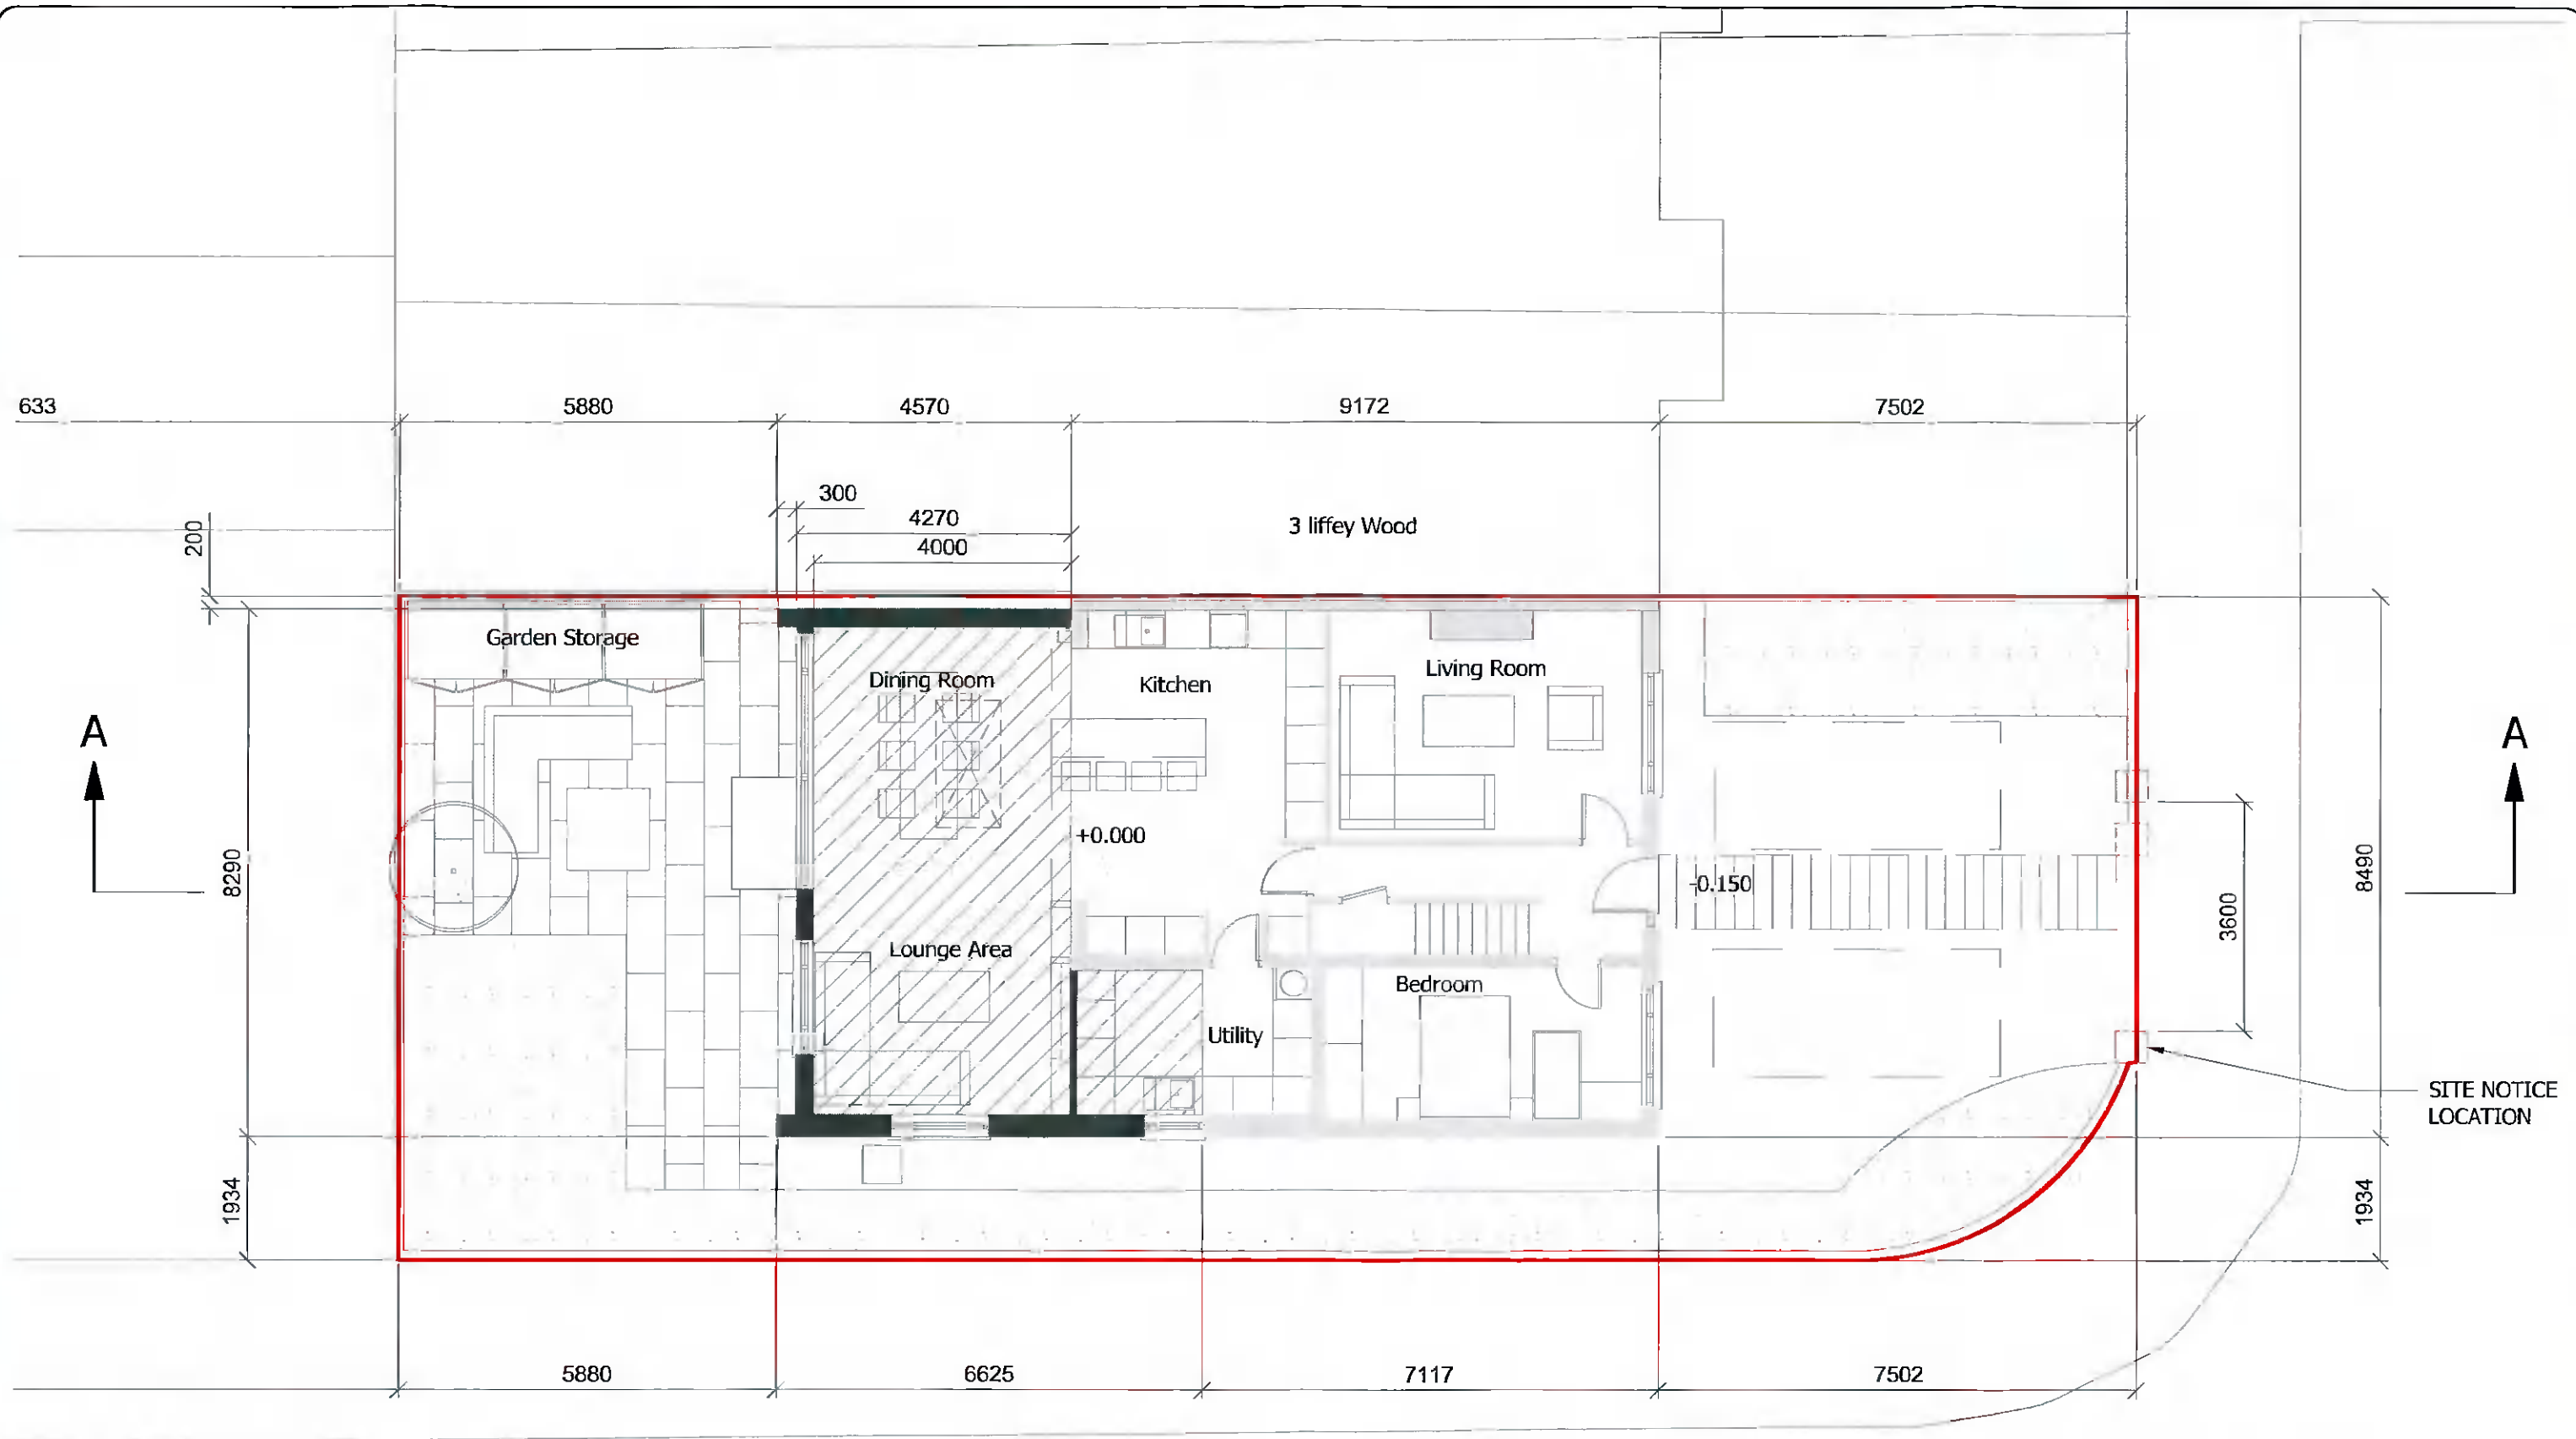 633
5880
4570
9172
7502
300
4270
4000
200
3 liffey Wood
Garden Storage
Dining Room
Kitchen
Living Room
A
A
+0.000
8290
-0.150
8490
3600
Lounge Area
Bedroom
Utility
SITE NOTICE
LOCATION
1934
1934
5880
6625
7117
7502